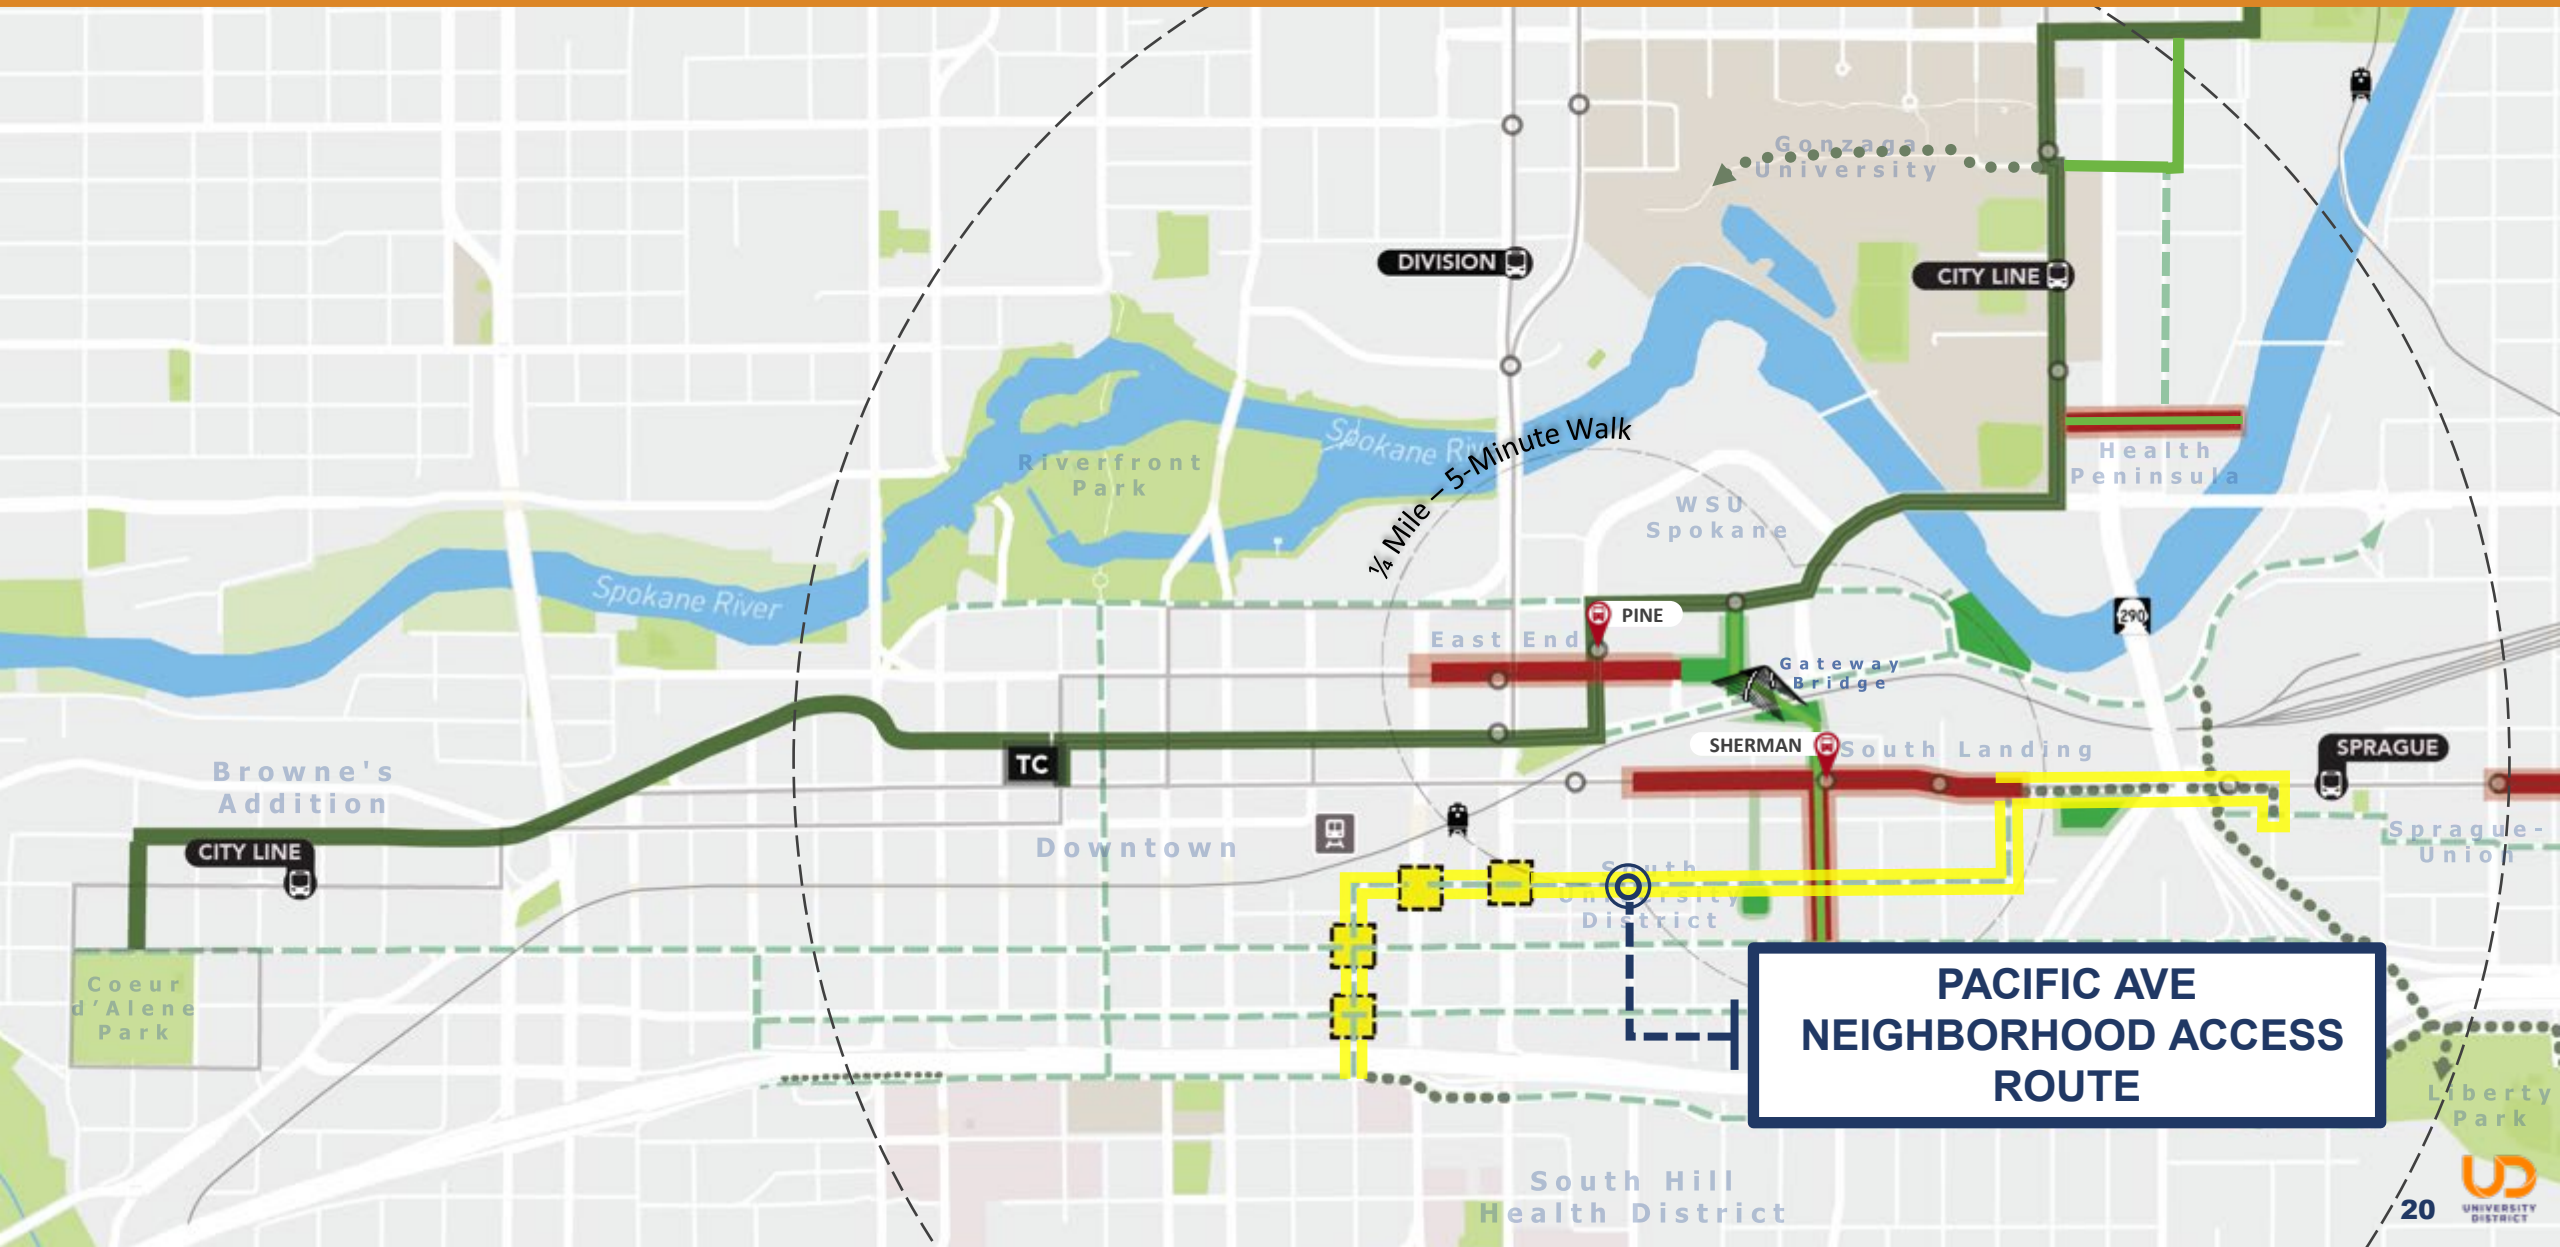 Gonzaga
University
DIVISION
CITY LINE
Spokane River
¼ Mile – 5-Minute Walk
Riverfront
Park
Health
Peninsula
WSU
Spokane
Spokane River
290
PINE
East End
Gateway
Bridge
SHERMAN
South Landing
SPRAGUE
TC
Browne's
Addition
CITY LINE
Downtown
Sprague-
Union
South
University
District
Coeur
d'Alene
Park
PACIFIC AVE
NEIGHBORHOOD ACCESS
ROUTE
Liberty
Park
South Hill
Health District
20
UD
UNIVERSITY
DISTRICT